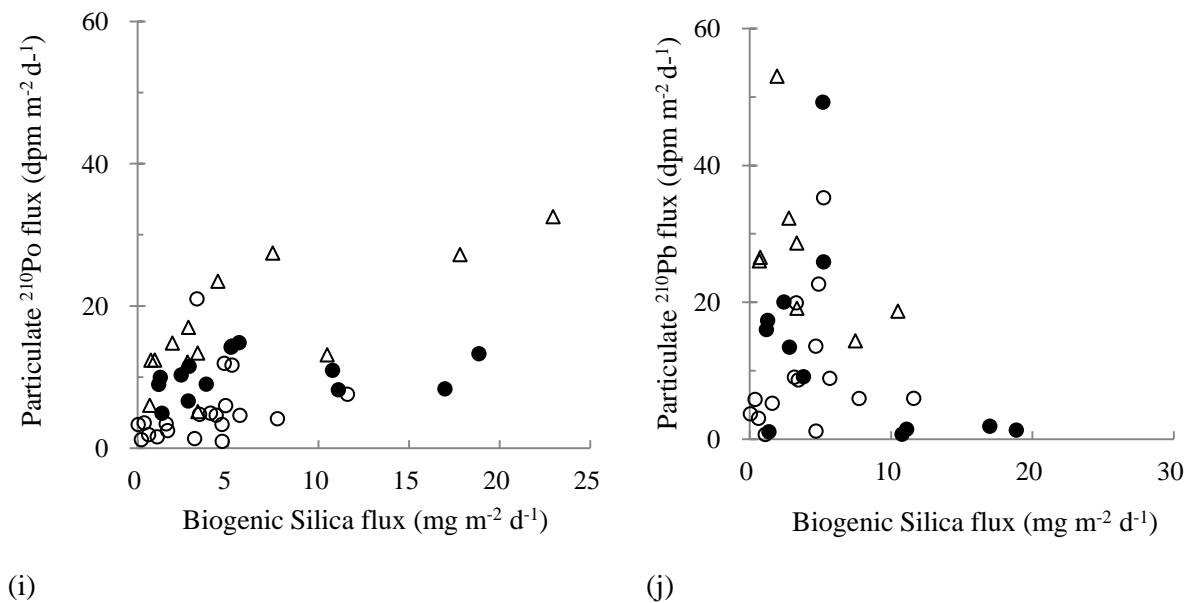 Particulate ²¹⁰Po flux (dpm m⁻² d-¹)
60
40
20
0
0 5 10 15 20 25
Biogenic Silica flux (mg m⁻² d⁻¹)
(i)
Particulate ²¹⁰Pb flux (dpm m⁻² d-¹)
60
40
20
0
0 10 20 30
Biogenic Silica flux (mg m⁻² d⁻¹)
(j)